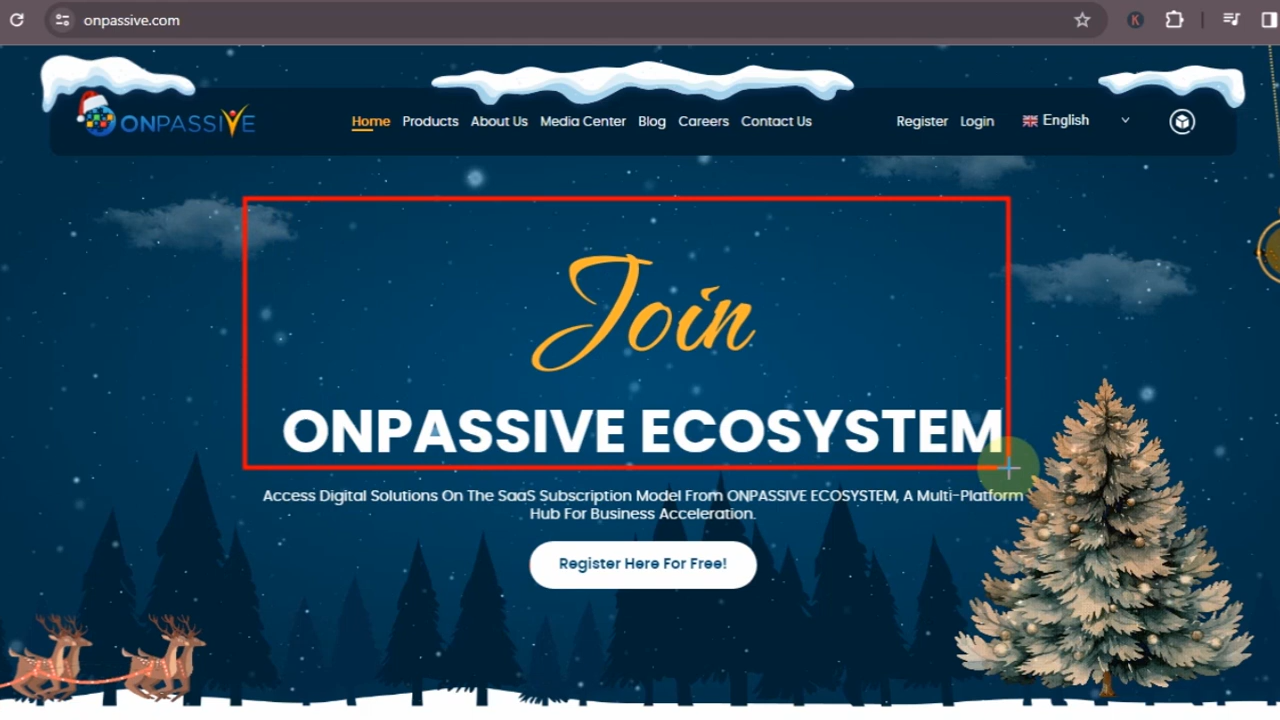 onpassive.com
K
ONPASSIVE
Home Products About Us Media Center Blog Careers Contact Us Register Login English
Join
ONPASSIVE ECOSYSTEM
Access Digital Solutions On The SaaS Subscription Model From ONPASSIVE ECOSYSTEM, A Multi-Platform
Hub For Business Acceleration.
Register Here For Free!